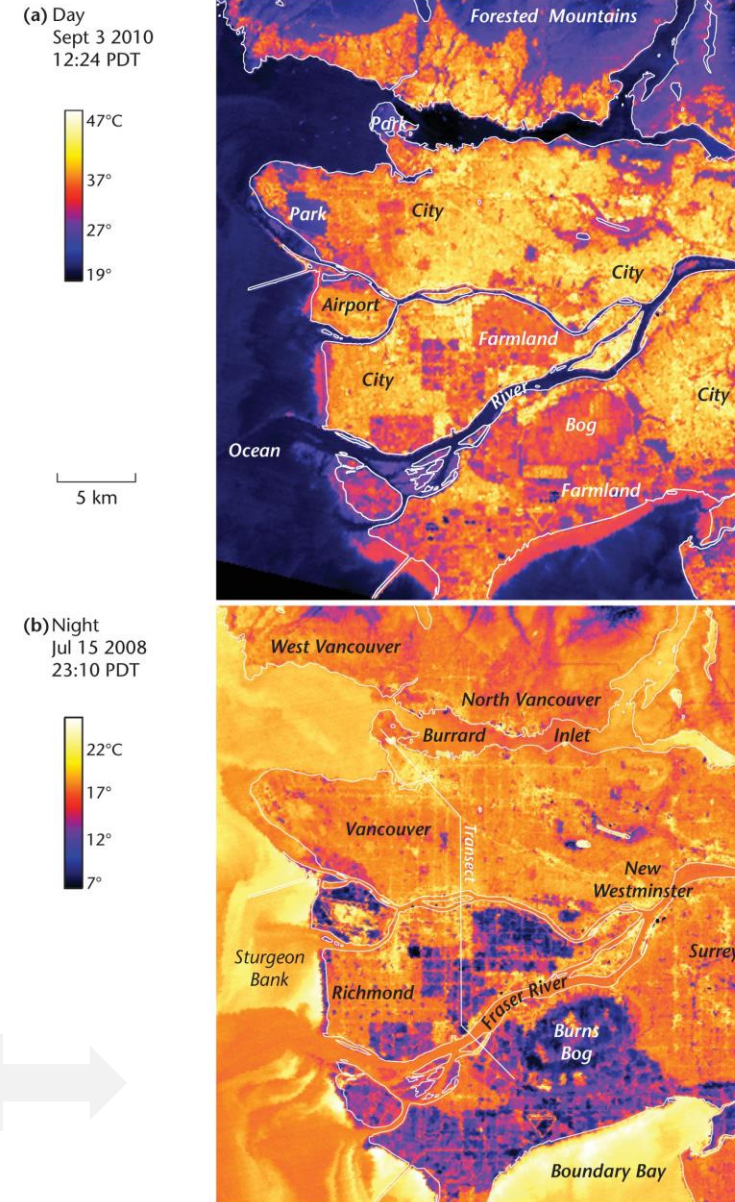 (a) Day
Sept 3 2010
12:24 PDT
47°C
37°
27°
19°
5 km
Forested Mountains
Park
Park
City
City
Airport
Farmland
City
City
River
Bog
Ocean
Farmland
(b) Night
Jul 15 2008
23:10 PDT
22°C
17°
12°
7°
West Vancouver
North Vancouver
Burrard Inlet
Vancouver
Transect
New
Westminster
Sturgeon
Bank
Richmond
Surrey
Fraser River
Burns
Bog
Boundary Bay